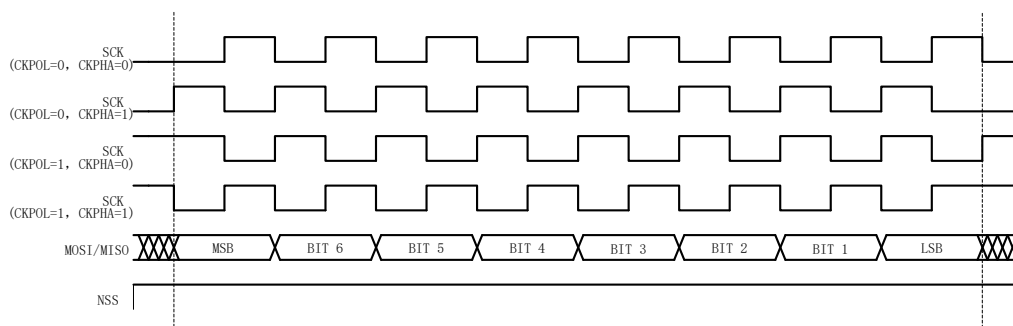 SCK
(CKPOL=0, CKPHA=0)
SCK
(CKPOL=0, CKPHA=1)
SCK
(CKPOL=1, CKPHA=0)
SCK
(CKPOL=1, CKPHA=1)
MOSI/MISO MSB BIT 6 BIT 5 BIT 4 BIT 3 BIT 2 BIT 1 LSB
NSS